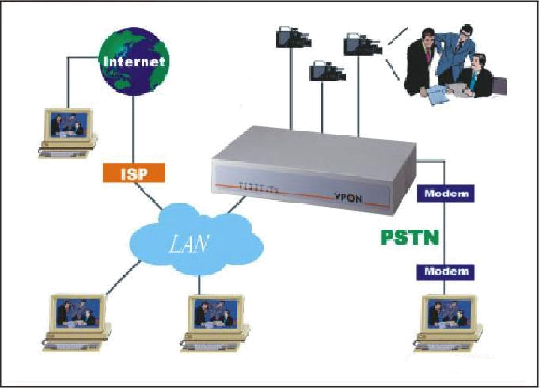 Internet
ISP
VPON
Modem
LAN
PSTN
Modem